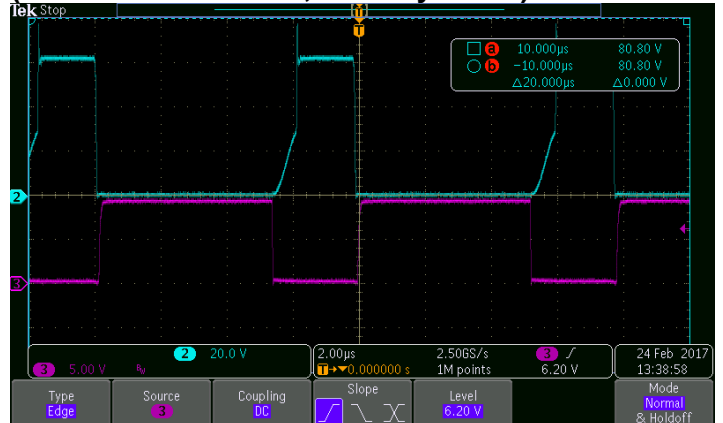 Tek Stop
T
T
a 10.000µs 80.80 V
b −10.000µs 80.80 V
Δ20.000µs Δ0.000 V
2
3
2 20.0 V
3 5.00 V
2.00µs 2.50GS/s 3 6.20 V
T→▼0.000000 s 1M points
24 Feb 2017
13:38:58
Type
Edge
Source
3
Coupling
DC
Slope
Level
6.20 V
Mode
Normal
& Holdoff